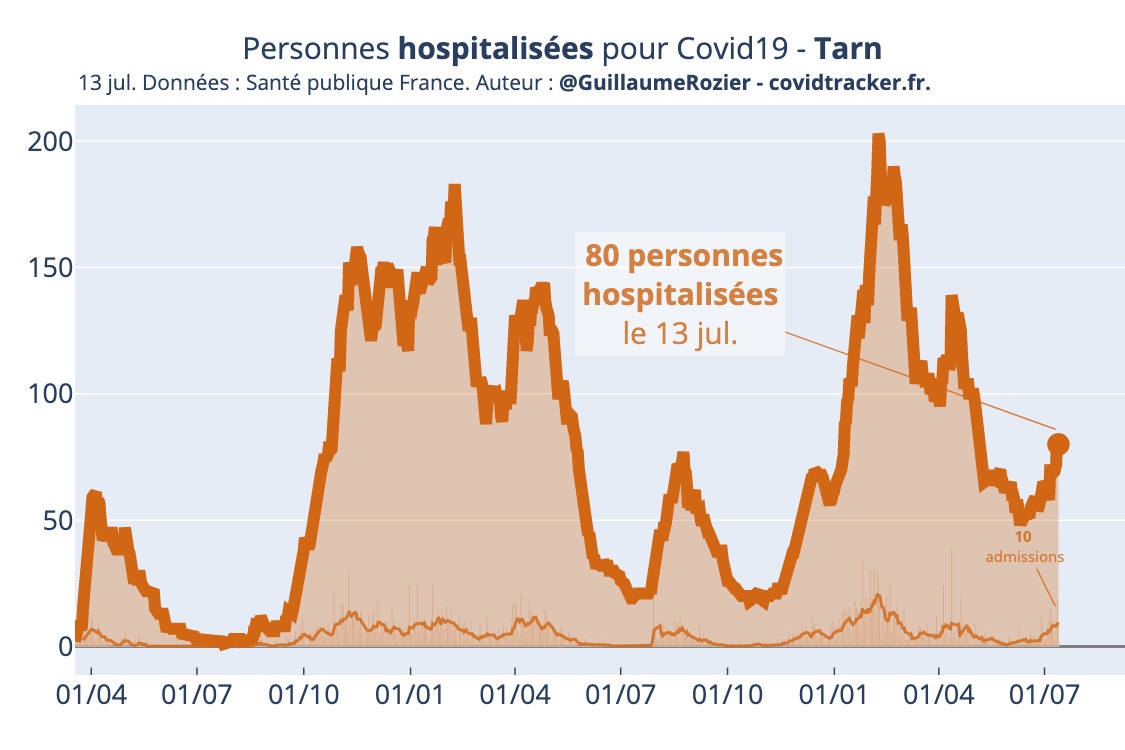 Personnes hospitalisées pour Covid19 - Tarn
13 jul. Données : Santé publique France. Auteur : @GuillaumeRozier - covidtracker.fr.
200
150
100
50
0
80 personnes
hospitalisées
le 13 jul.
10
admissions
01/04 01/07 01/10 01/01 01/04 01/07 01/10 01/01 01/04 01/07